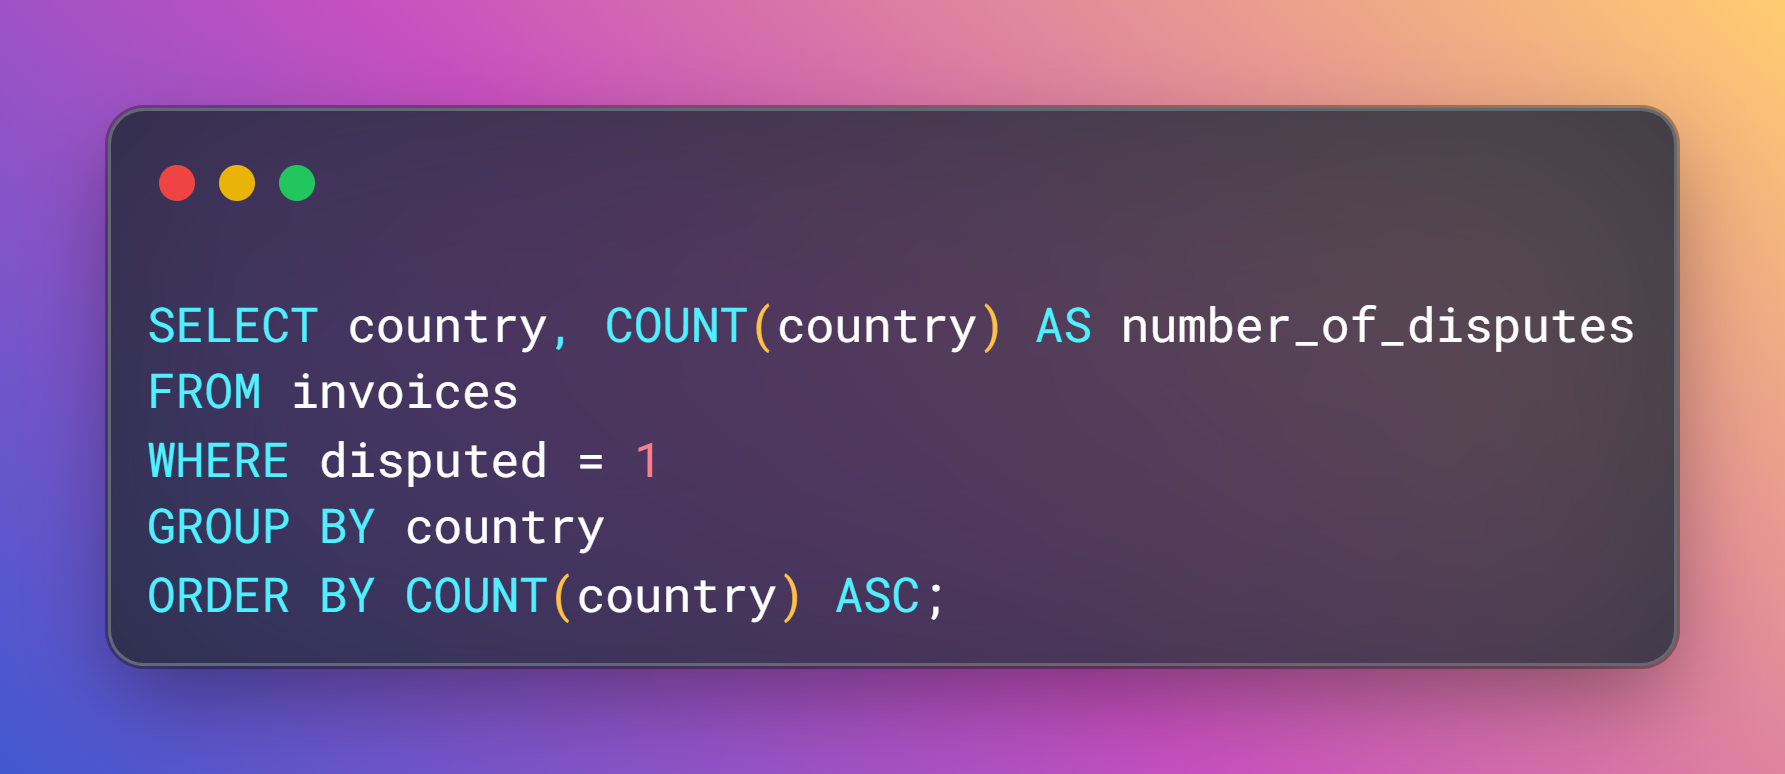 SELECT country, COUNT(country) AS number_of_disputes
FROM invoices
WHERE disputed = 1
GROUP BY country
ORDER BY COUNT(country) ASC;